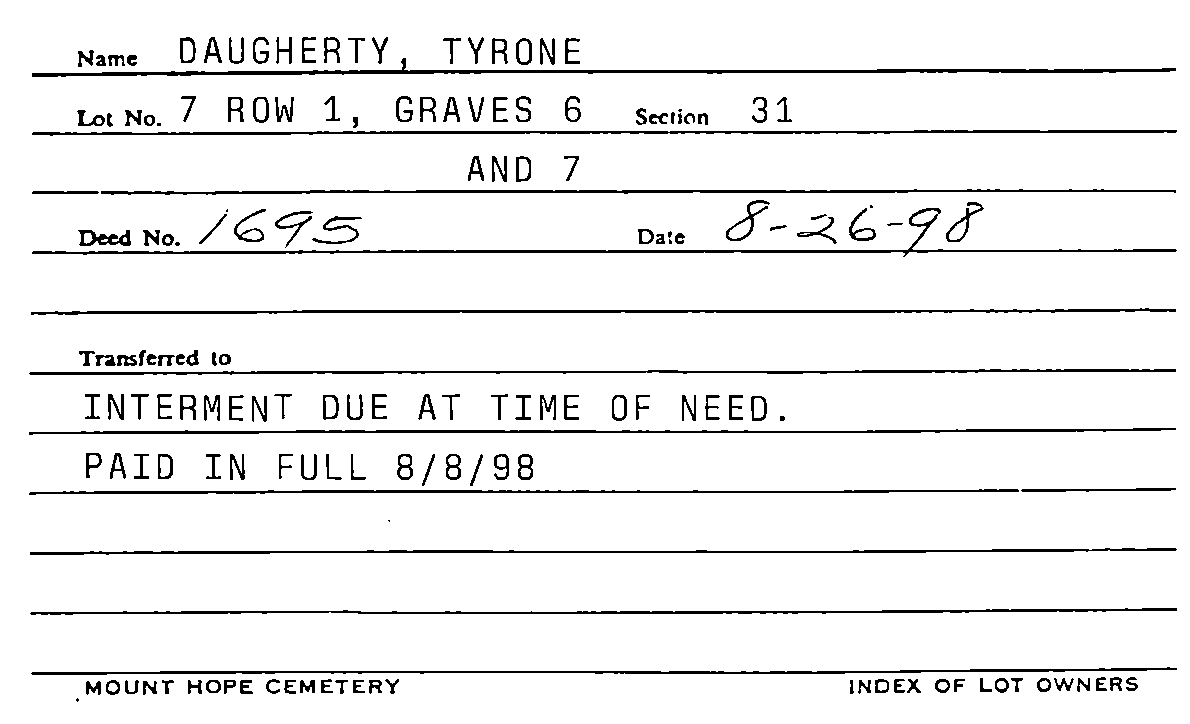 Name DAUGHERTY, TYRONE
Lot No. 7 ROW 1, GRAVES 6 Section 31
AND 7
Deed No. 1695 Date 8-26-98
Transferred to
INTERMENT DUE AT TIME OF NEED.
PAID IN FULL 8/8/98
MOUNT HOPE CEMETERY INDEX OF LOT OWNERS